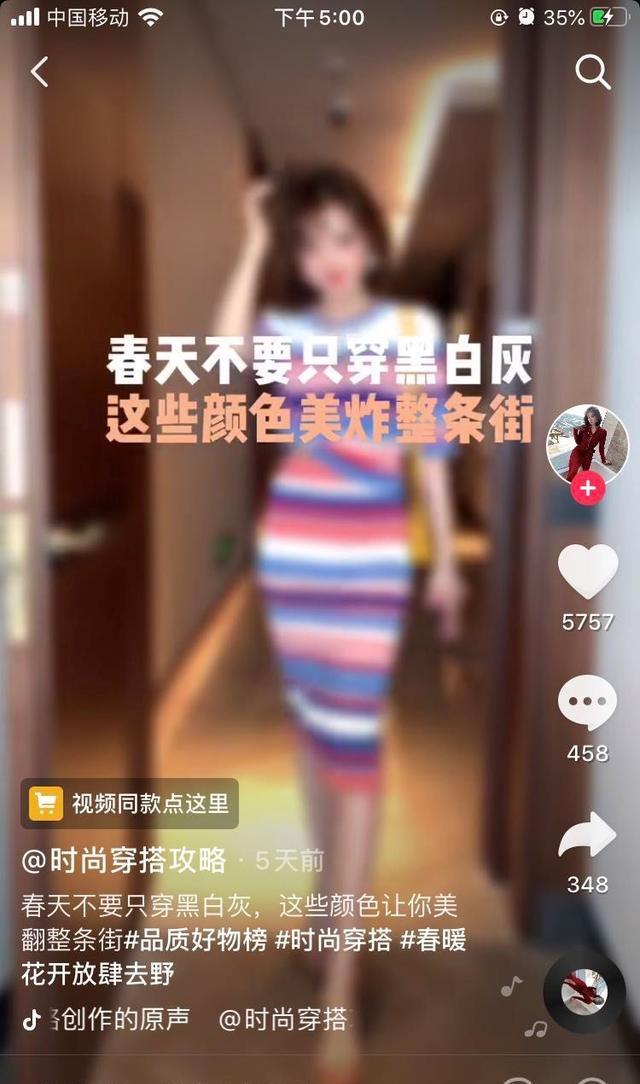 中国移动
下午5:00
35%
春天不要只穿黑白灰
这些颜色美炸整条街
5757
458
348
视频同款点这里
@时尚穿搭攻略 · 5天前
春天不要只穿黑白灰，这些颜色让你美
翻整条街#品质好物榜 #时尚穿搭 #春暖
花开放肆去野
创作的原声 @时尚穿搭